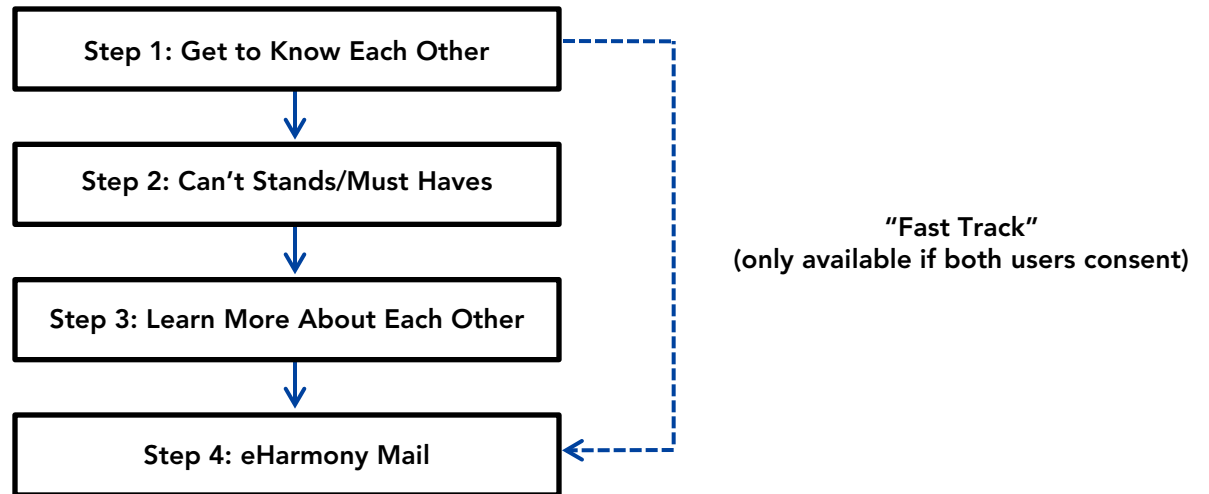 Step 1: Get to Know Each Other
Step 2: Can’t Stands/Must Haves
“Fast Track”
(only available if both users consent)
Step 3: Learn More About Each Other
Step 4: eHarmony Mail